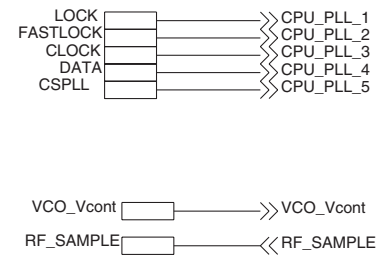 LOCK CPU_PLL_1
FASTLOCK CPU_PLL_2
CLOCK CPU_PLL_3
DATA CPU_PLL_4
CSPLL CPU_PLL_5
VCO_Vcont VCO_Vcont
RF_SAMPLE RF_SAMPLE